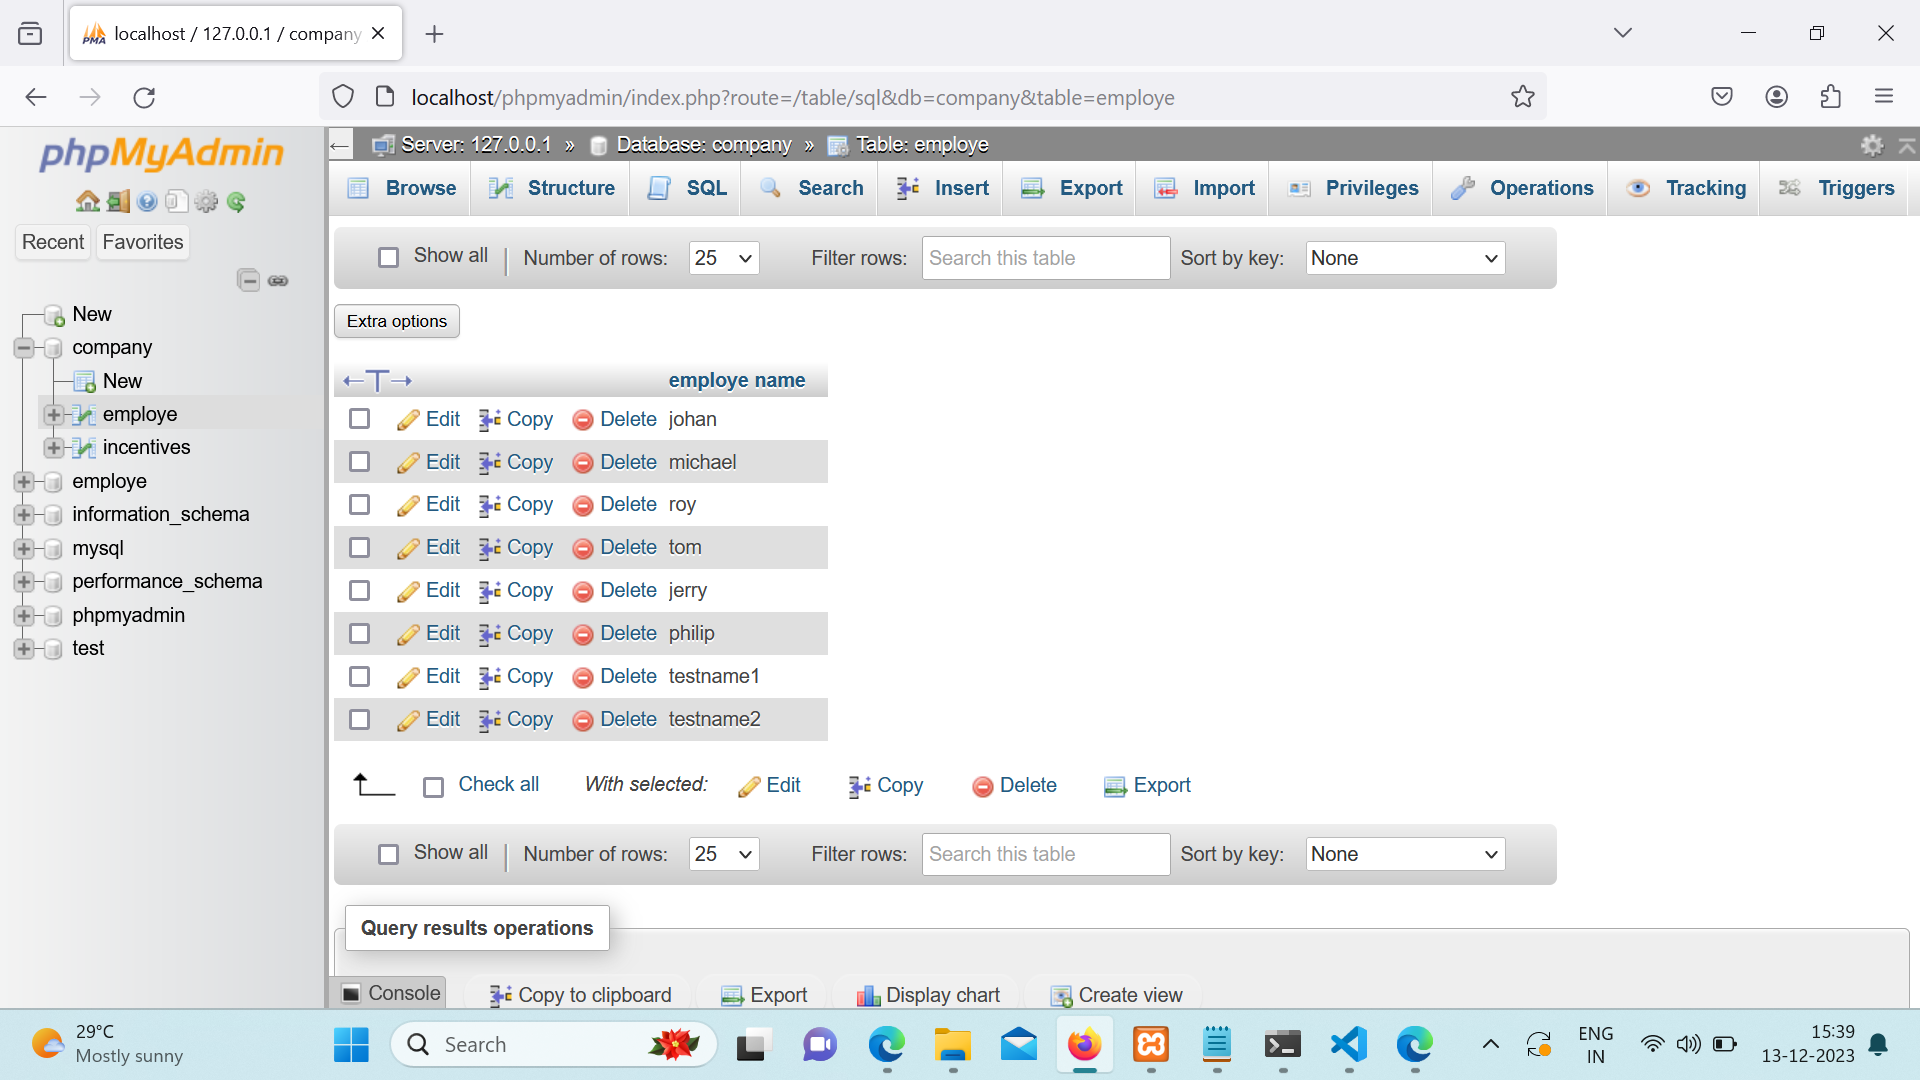 localhost / 127.0.0.1 / company
localhost/phpmyadmin/index.php?route=/table/sql&db=company&table=employe
phpMyAdmin
Recent Favorites
New
company
New
employe
incentives
employe
information_schema
mysql
performance_schema
phpmyadmin
test
Server: 127.0.0.1 » Database: company » Table: employe
Browse Structure SQL Search Insert Export Import Privileges Operations Tracking Triggers
Show all Number of rows: 25 Filter rows: Search this table Sort by key: None
Extra options
employe name
Edit Copy Delete johan
Edit Copy Delete michael
Edit Copy Delete roy
Edit Copy Delete tom
Edit Copy Delete jerry
Edit Copy Delete philip
Edit Copy Delete testname1
Edit Copy Delete testname2
Check all With selected: Edit Copy Delete Export
Show all Number of rows: 25 Filter rows: Search this table Sort by key: None
Query results operations
Console Copy to clipboard Export Display chart Create view
29°C
Mostly sunny
Search
ENG
IN
15:39
13-12-2023